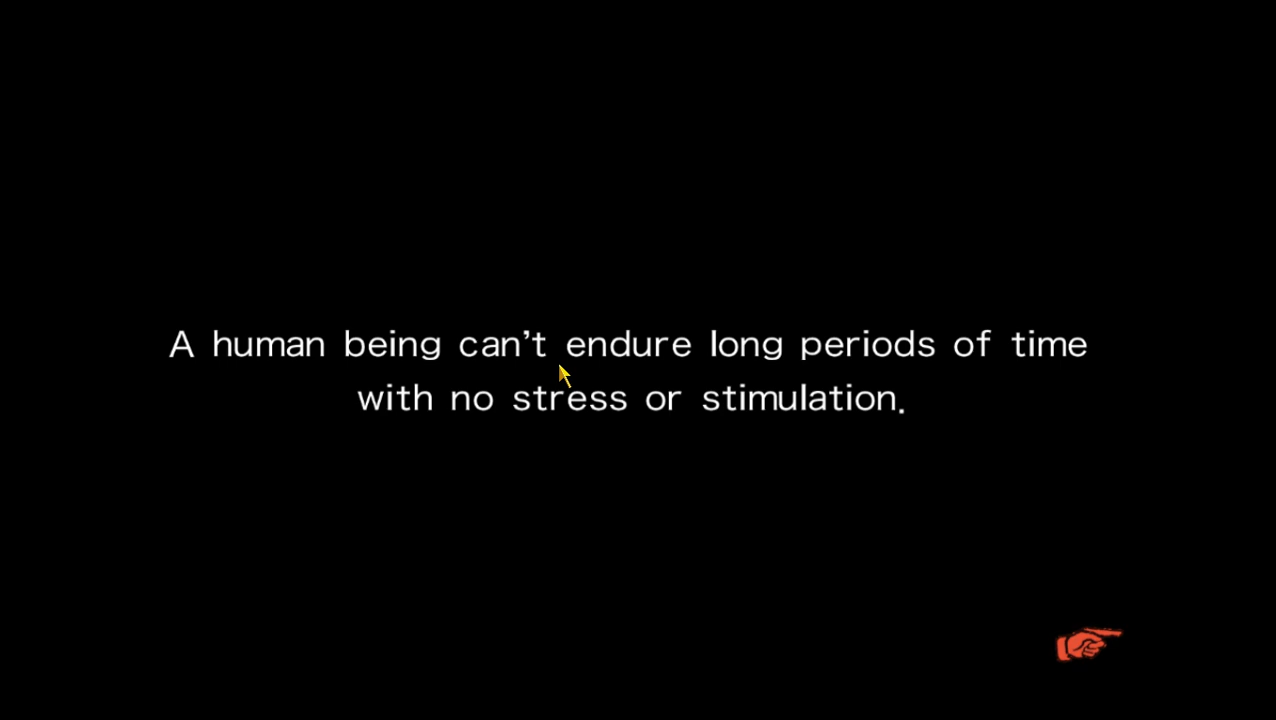 A human being can’t endure long periods of time
with no stress or stimulation.